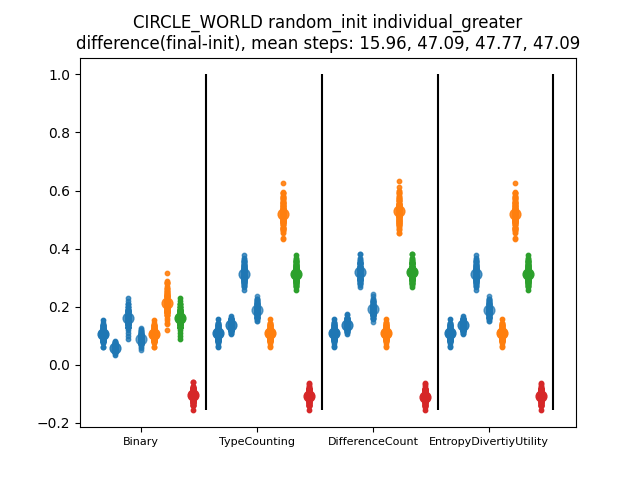 CIRCLE_WORLD random_init individual_greater
difference(final-init), mean steps: 15.96, 47.09, 47.77, 47.09
1.0
0.8
0.6
0.4
0.2
0.0
−0.2
Binary TypeCounting DifferenceCount EntropyDivertiyUtility